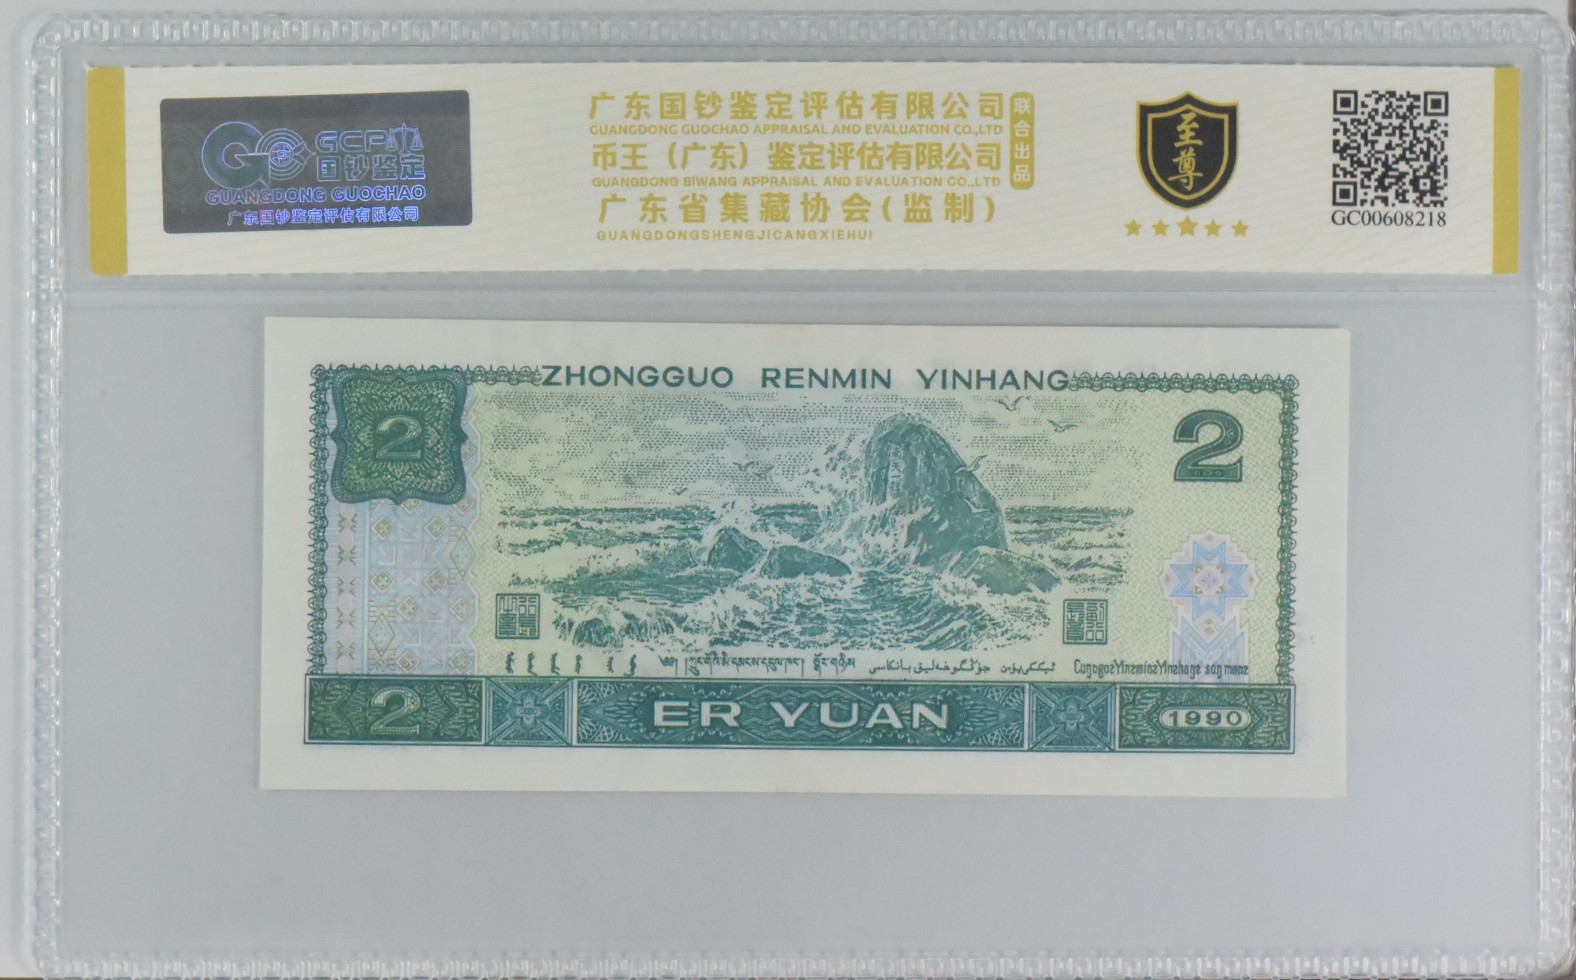 GCP
国钞鉴定
GUANGDONG GUOCHAO
广东国钞鉴定评估有限公司
广东国钞鉴定评估有限公司
GUANGDONG GUOCHAO APPRAISAL AND EVALUATION CO.,LTD
币王（广东）鉴定评估有限公司
GUANGDONG BIWANG APPRAISAL AND EVALUATION CO.,LTD
广东省集藏协会(监制)
GUANGDONGSHENGJICANGXIEHUI
联合出品
至尊
GC00608218
ZHONGGUO RENMIN YINHANG
2
2
2
ER YUAN
1990